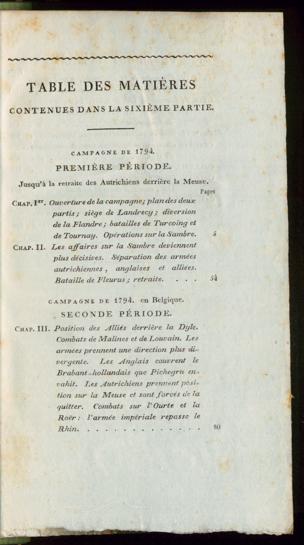 TABLE DES MATIÈRES
CONTENUES DANS LA SIXIÈME PARTIE.
CAMPAGNE DE 1794.
PREMIÈRE PÉRIODE.
Jusqu'à la retraite des Autrichiens derrière la Meuse.
Pages
CHAP. Ier. Ouverture de la campagne; plan des deux
partis; siége de Landrecy; diversion
de la Flandre; batailles de Turcoing et
de Tournay. Opérations sur la Sambre. 5
CHAP. II. Les affaires sur la Sambre deviennent
plus décisives. Séparation des armées
autrichiennes, anglaises et alliées.
Bataille de Fleurus; retraite. . . . 54
CAMPAGNE DE 1794. en Belgique.
SECONDE PÉRIODE.
CHAP. III. Position des Alliés derrière la Dyle.
Combats de Malines et de Louvain. Les
armées prennent une direction plus di-
vergente. Les Anglais couvrent le
Brabant-hollandais que Pichegru en-
vahit. Les Autrichiens prennent posi-
tion sur la Meuse et sont forcés de la
quitter. Combats sur l'Ourte et la
Roër: l'armée impériale repasse le
Rhin. . . . . . . . . . . . . 80